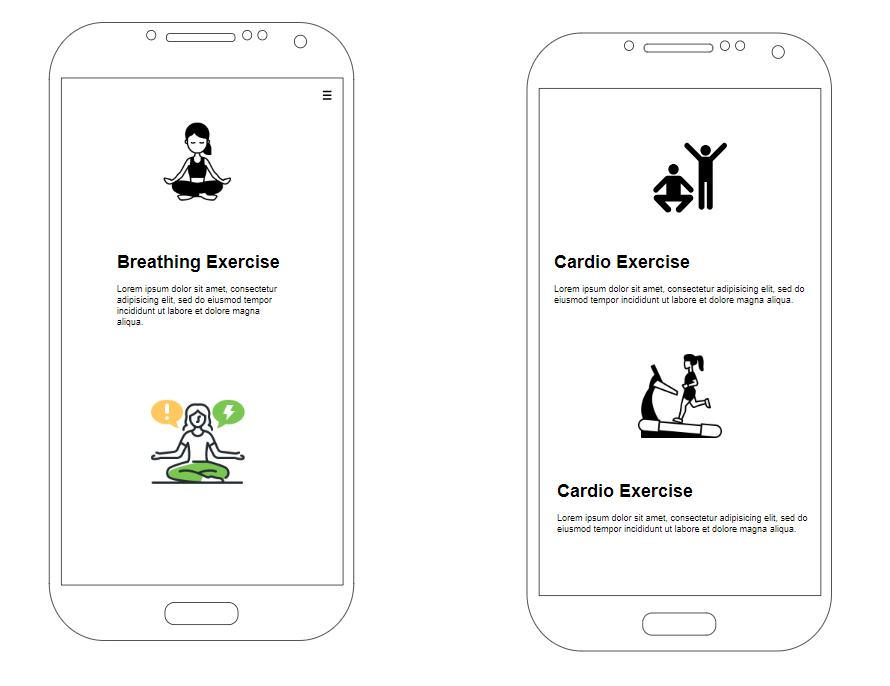 Breathing Exercise
Lorem ipsum dolor sit amet, consectetur
adipisicing elit, sed do eiusmod tempor
incididunt ut labore et dolore magna
aliqua.
!
Cardio Exercise
Lorem ipsum dolor sit amet, consectetur adipisicing elit, sed do
eiusmod tempor incididunt ut labore et dolore magna aliqua.
Cardio Exercise
Lorem ipsum dolor sit amet, consectetur adipisicing elit, sed do
eiusmod tempor incididunt ut labore et dolore magna aliqua.